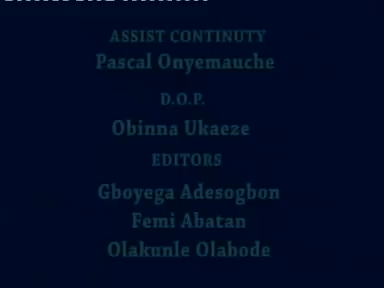 ASSIST CONTINUTY
Pascal Onyemauche
D.O.P.
Obinna Ukaeze
EDITORS
Gboyega Adesogbon
Femi Abatan
Olakunle Olabode